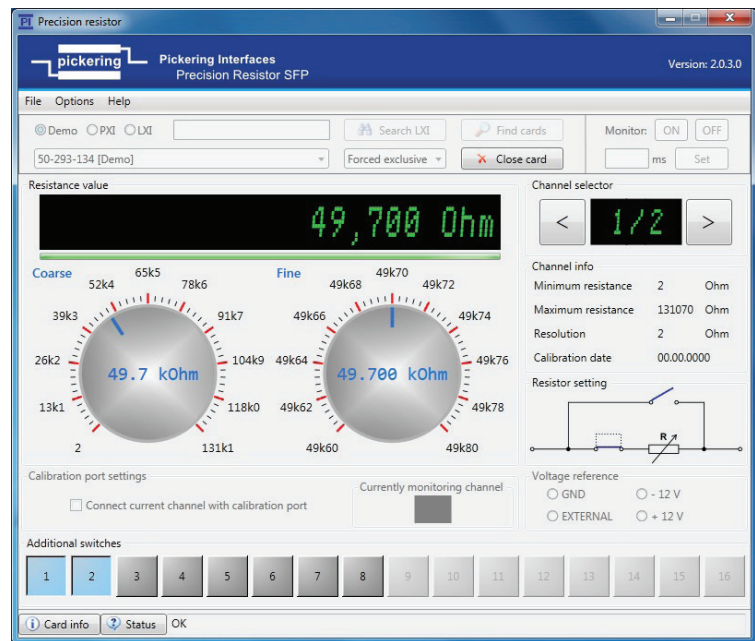 PI Precision resistor
pickering Pickering Interfaces
Precision Resistor SFP
Version: 2.0.3.0
File Options Help
Demo PXI LXI Search LXI Find cards Monitor: ON OFF
50-293-134 [Demo] Forced exclusive Close card ms Set
Resistance value
49,700 Ohm
Coarse
2
13k1
26k2
39k3
52k4
65k5
78k6
91k7
104k9
118k0
131k1
49.7 kOhm
Fine
49k60
49k62
49k64
49k66
49k68
49k70
49k72
49k74
49k76
49k78
49k80
49.700 kOhm
Channel selector
< 1/2 >
Channel info
Minimum resistance 2 Ohm
Maximum resistance 131070 Ohm
Resolution 2 Ohm
Calibration date 00.00.0000
Resistor setting
R
Calibration port settings
Connect current channel with calibration port
Currently monitoring channel
Voltage reference
GND - 12 V
EXTERNAL + 12 V
Additional switches
1 2 3 4 5 6 7 8 9 10 11 12 13 14 15 16
Card info Status OK